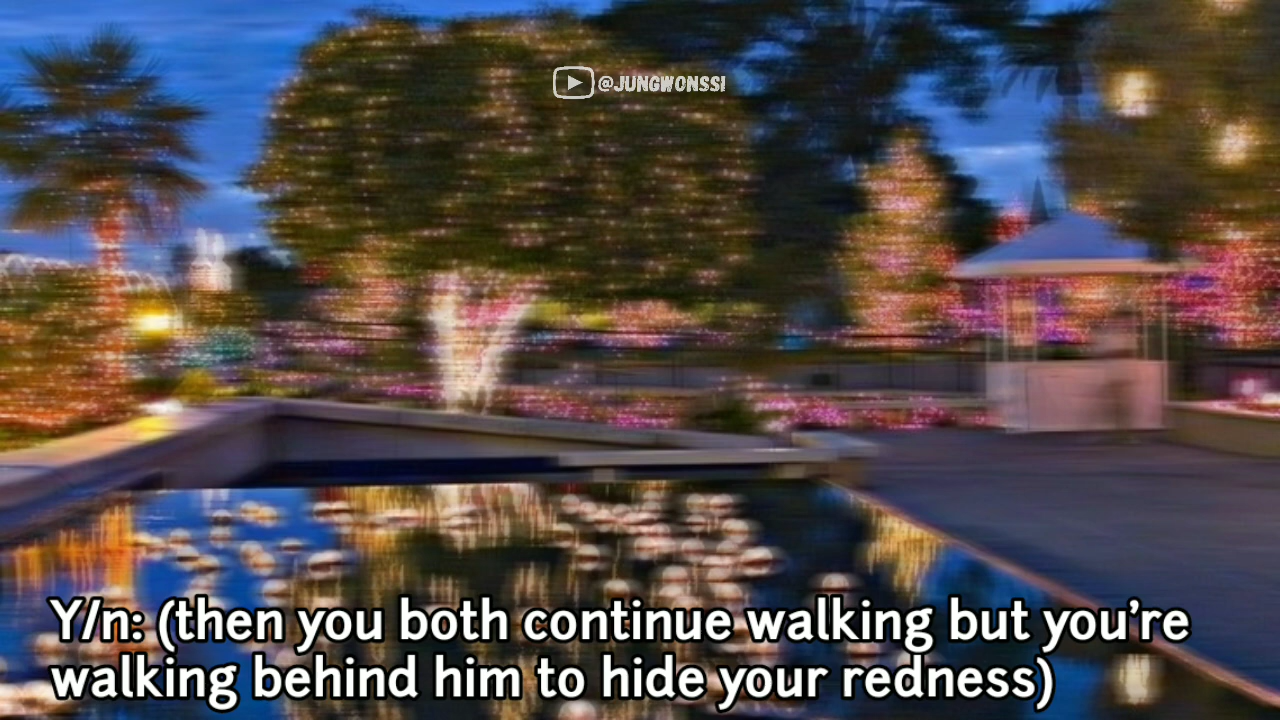 @JUNGWONSSI
Y/n: (then you both continue walking but you're
walking behind him to hide your redness)